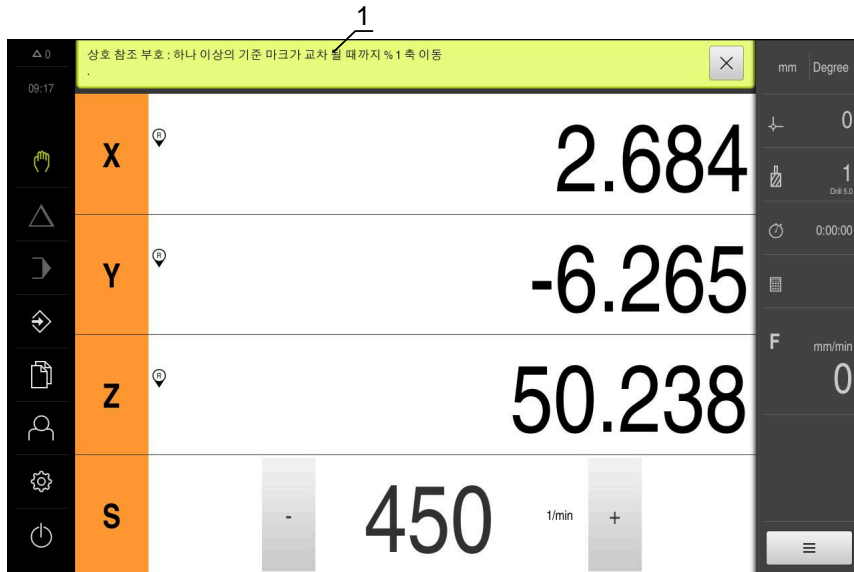 1
△ 0
상호 참조 부호 : 하나 이상의 기준 마크가 교차 될 때까지 % 1 축 이동
.
09:17
mm Degree
X R 2.684
0
1
Drill 5.0
Y R -6.265
0:00:00
Z R 50.238
F mm/min
0
S - 450 1/min +